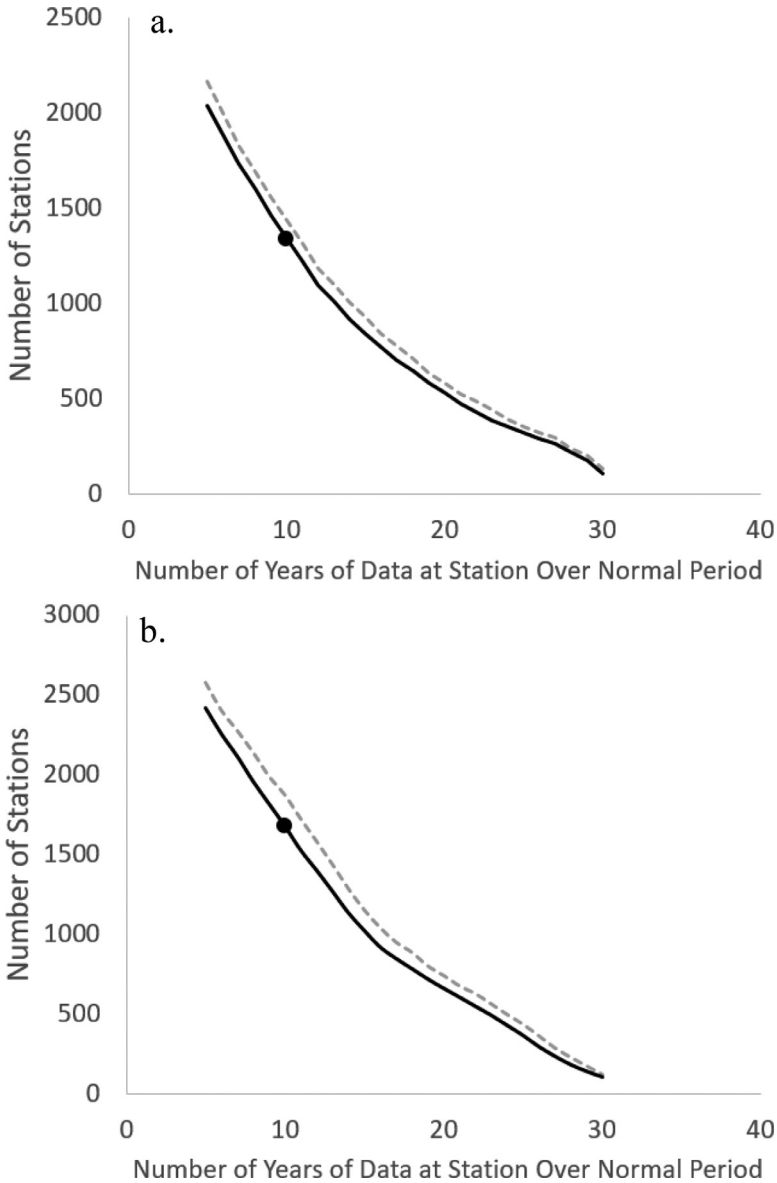 a.
2500
2000
1500
1000
500
0
Number of Stations
0 10 20 30 40
Number of Years of Data at Station Over Normal Period
b.
3000
2500
2000
1500
1000
500
0
Number of Stations
0 10 20 30 40
Number of Years of Data at Station Over Normal Period